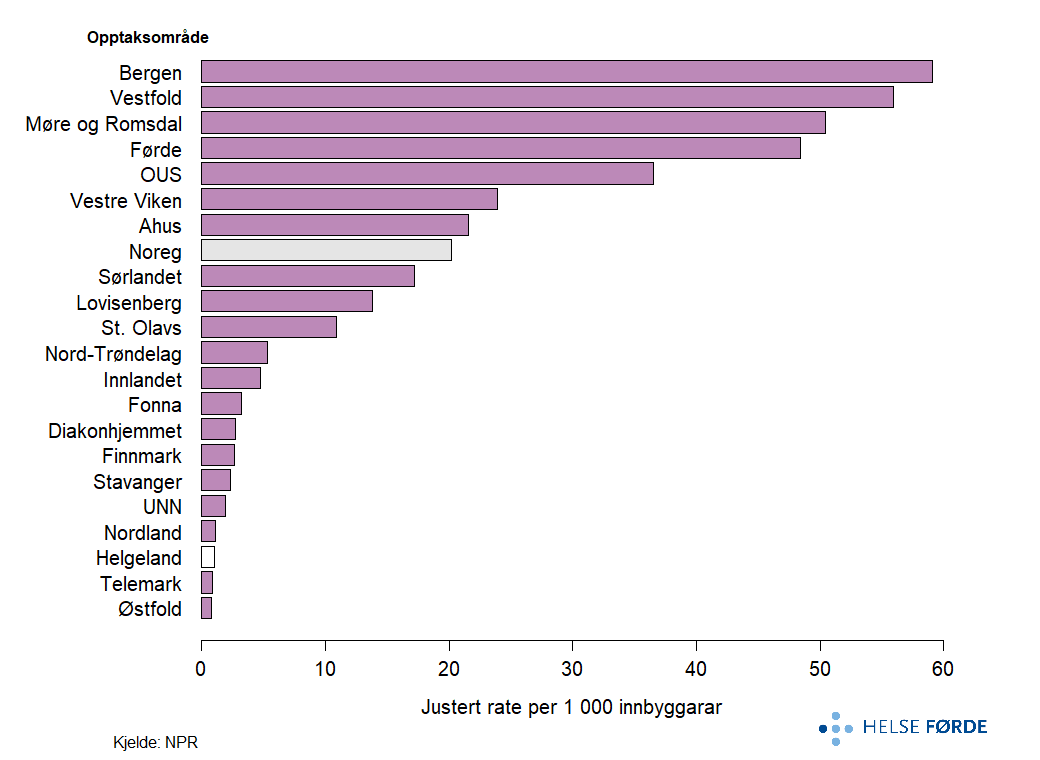 Opptaksområde
Bergen
Vestfold
Møre og Romsdal
Førde
OUS
Vestre Viken
Ahus
Noreg
Sørlandet
Lovisenberg
St. Olavs
Nord-Trøndelag
Innlandet
Fonna
Diakonhjemmet
Finnmark
Stavanger
UNN
Nordland
Helgeland
Telemark
Østfold
0 10 20 30 40 50 60
Justert rate per 1 000 innbyggarar
HELSE FØRDE
Kjelde: NPR